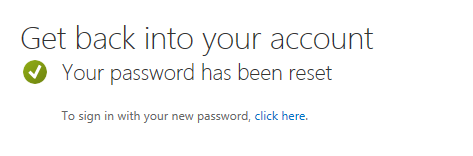 Get back into your account
Your password has been reset
To sign in with your new password, click here.